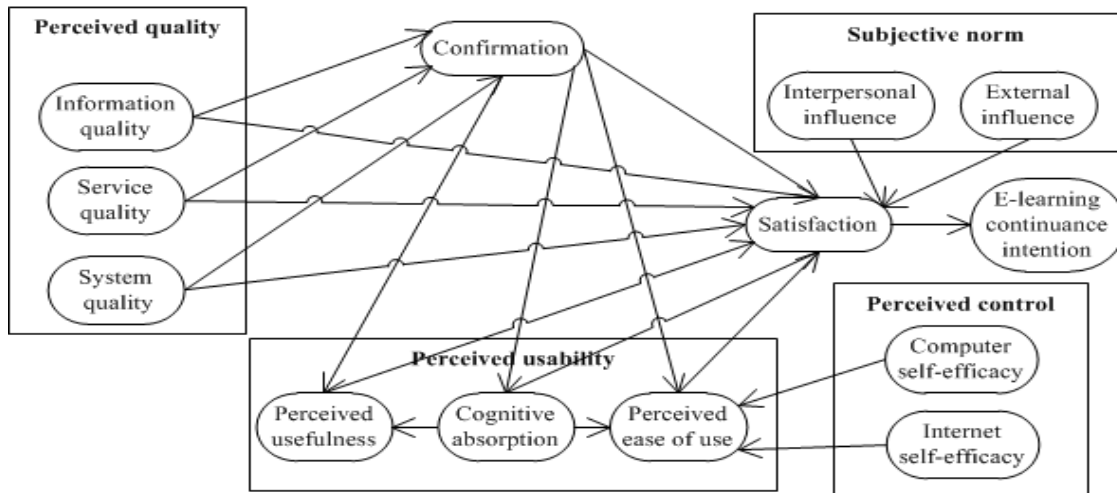 Perceived quality
Information
quality
Service
quality
System
quality
Confirmation
Subjective norm
Interpersonal
influence
External
influence
Satisfaction
E-learning
continuance
intention
Perceived usability
Perceived
usefulness
Cognitive
absorption
Perceived
ease of use
Perceived control
Computer
self-efficacy
Internet
self-efficacy